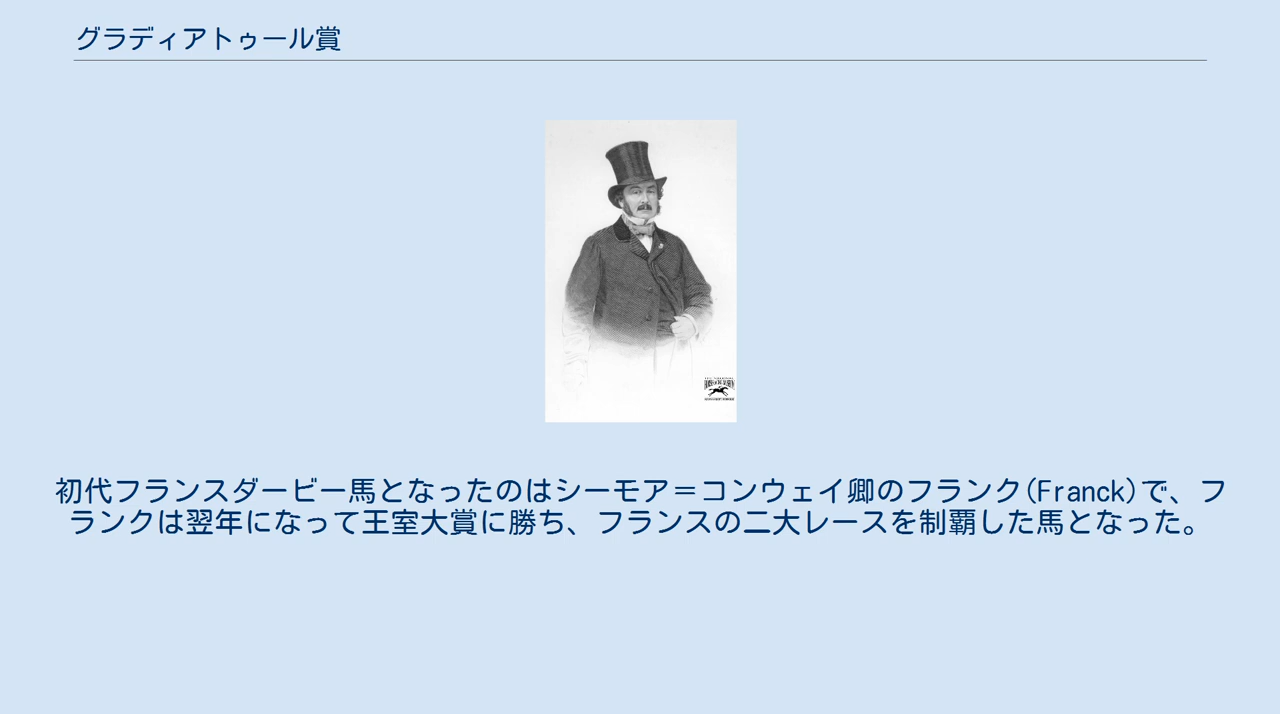 グラディアトゥール賞
初代フランスダービー馬となったのはシーモア＝コンウェイ卿のフランク(Franck)で、フ
ランクは翌年になって王室大賞に勝ち、フランスの二大レースを制覇した馬となった。